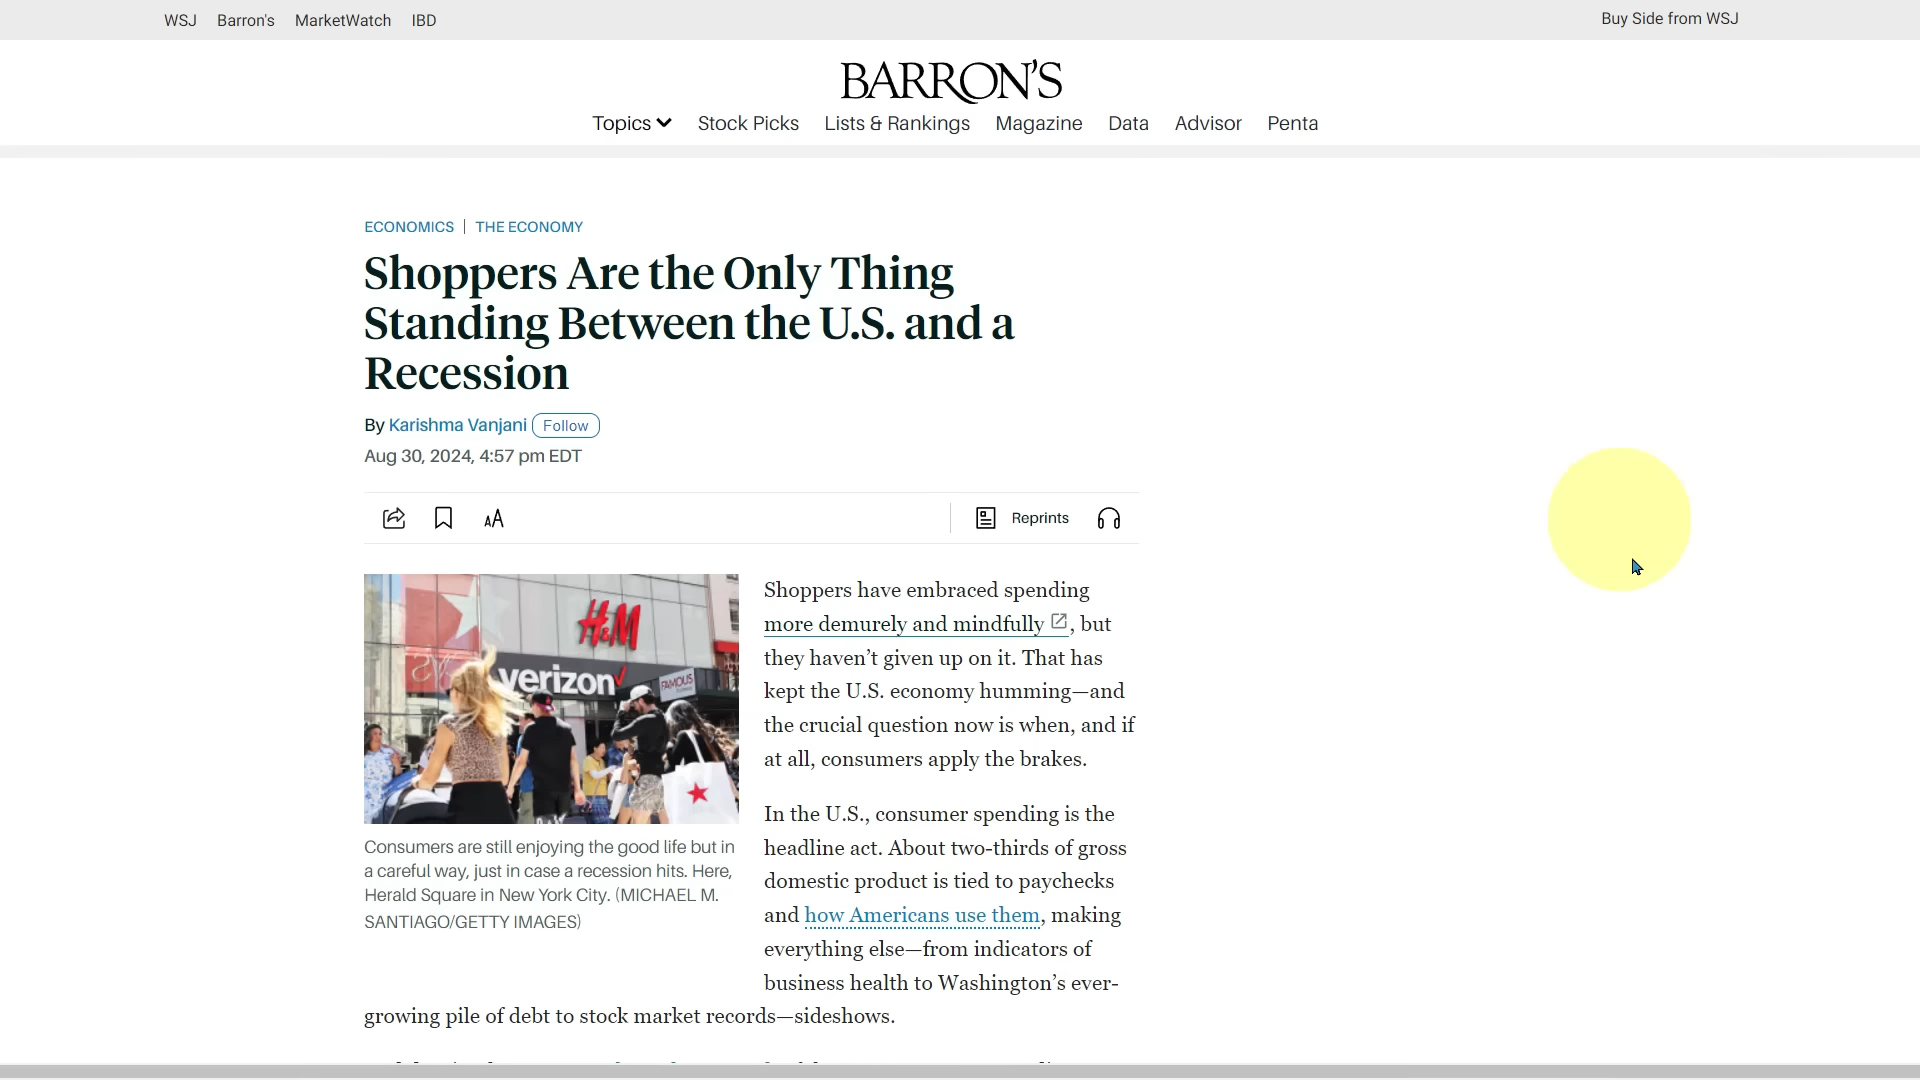 WSJ Barron's MarketWatch IBD Buy Side from WSJ
BARRON'S
Topics Stock Picks Lists & Rankings Magazine Data Advisor Penta
ECONOMICS | THE ECONOMY
Shoppers Are the Only Thing
Standing Between the U.S. and a
Recession
By Karishma Vanjani Follow
Aug 30, 2024, 4:57 pm EDT
AA Reprints
H&M
verizon
FAMOUS
Consumers are still enjoying the good life but in
a careful way, just in case a recession hits. Here,
Herald Square in New York City. (MICHAEL M.
SANTIAGO/GETTY IMAGES)
Shoppers have embraced spending
more demurely and mindfully, but
they haven’t given up on it. That has
kept the U.S. economy humming—and
the crucial question now is when, and if
at all, consumers apply the brakes.
In the U.S., consumer spending is the
headline act. About two-thirds of gross
domestic product is tied to paychecks
and how Americans use them, making
everything else—from indicators of
business health to Washington’s ever-
growing pile of debt to stock market records—sideshows.